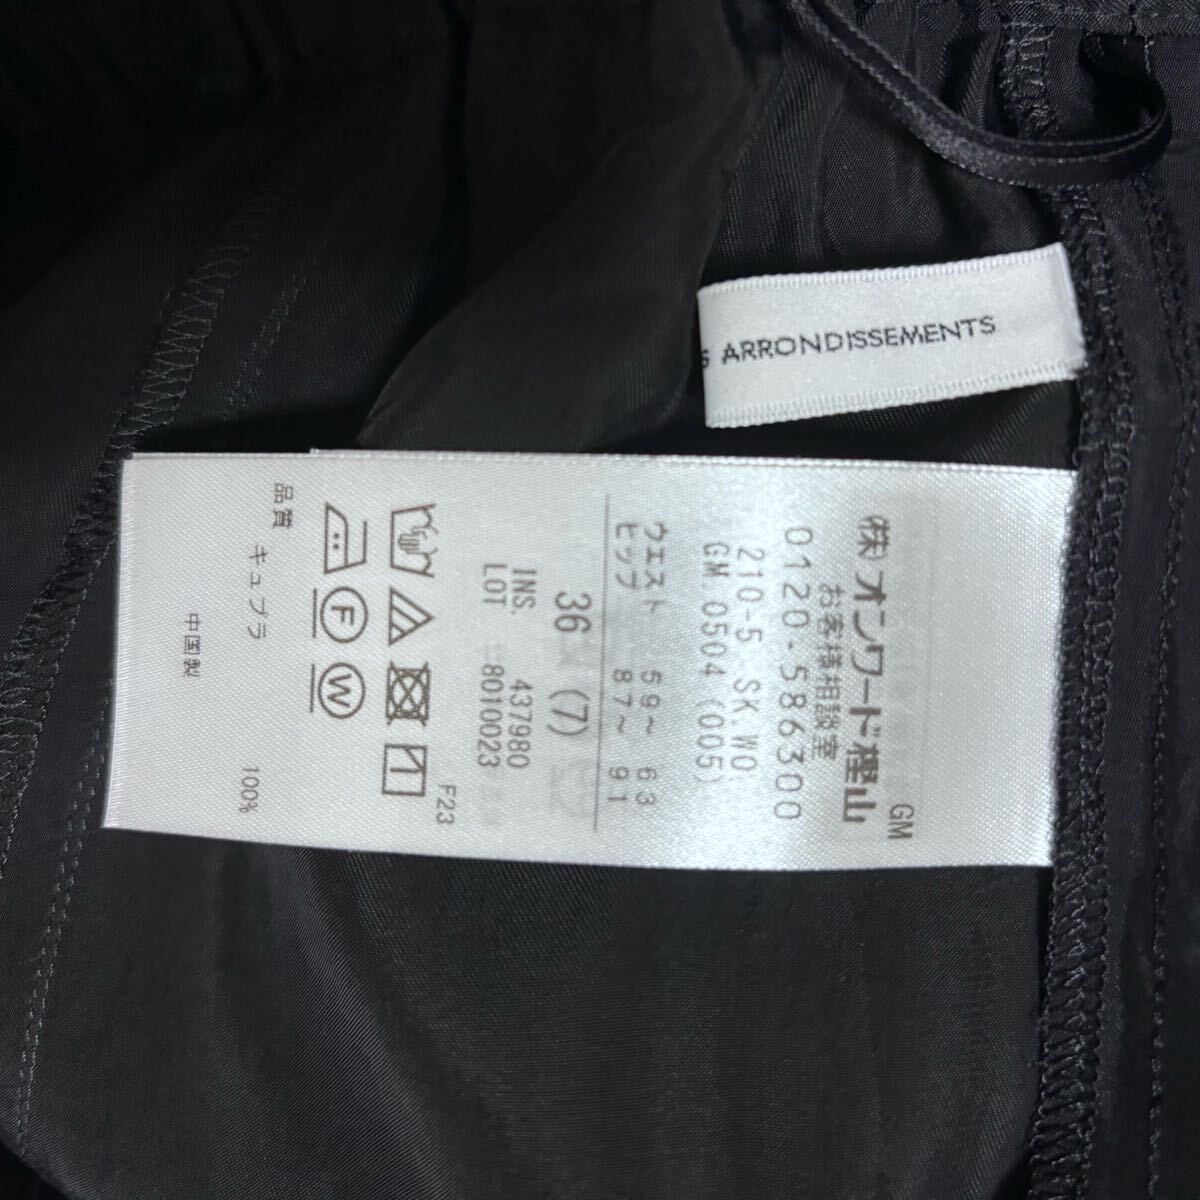 S ARRONDISSEMENTS
GM
㈱オンワード樫山
お客様相談室
0120-586300
(210-5 SK.WO
GM 0504 (005)
ウエスト 59〜 63
ヒップ 87〜 91
36 (7)
INS. 437980
LOT 8010023
F23
F
W
品質 キュプラ 100%
中国製